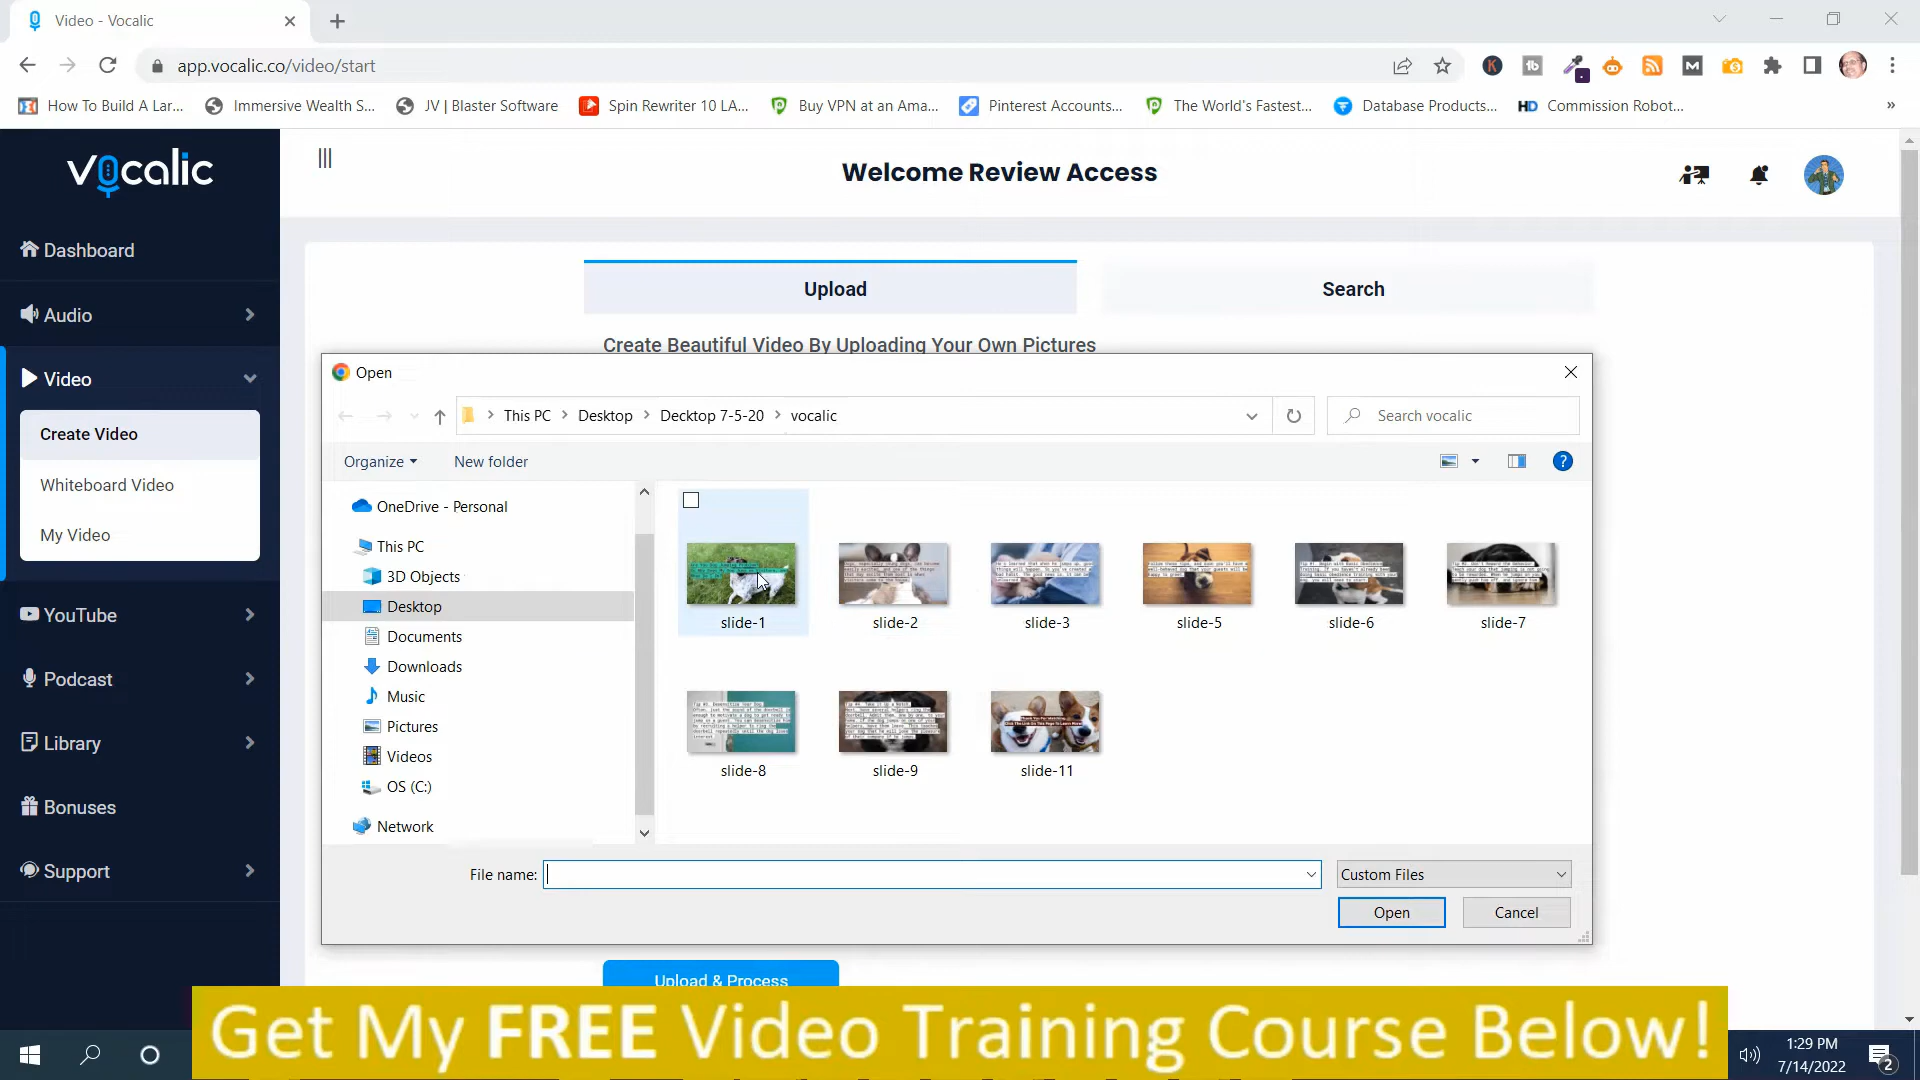 Video - Vocalic
app.vocalic.co/video/start
How To Build A Lar...
Immersive Wealth S...
JV | Blaster Software
Spin Rewriter 10 LA...
Buy VPN at an Ama...
Pinterest Accounts...
The World's Fastest...
Database Products...
HD Commission Robot...
vocalic
Welcome Review Access
Dashboard
Audio
Video
Create Video
Whiteboard Video
My Video
YouTube
Podcast
Library
Bonuses
Support
Upload
Search
Create Beautiful Video By Uploading Your Own Pictures
Open
This PC
Desktop
Decktop 7-5-20
vocalic
Search vocalic
Organize
New folder
OneDrive - Personal
This PC
3D Objects
Desktop
Documents
Downloads
Music
Pictures
Videos
OS (C:)
Network
slide-1
slide-2
slide-3
slide-5
slide-6
slide-7
slide-8
slide-9
slide-11
File name:
Custom Files
Open
Cancel
Upload & Process
Get My FREE Video Training Course Below!
1:29 PM
7/14/2022
2